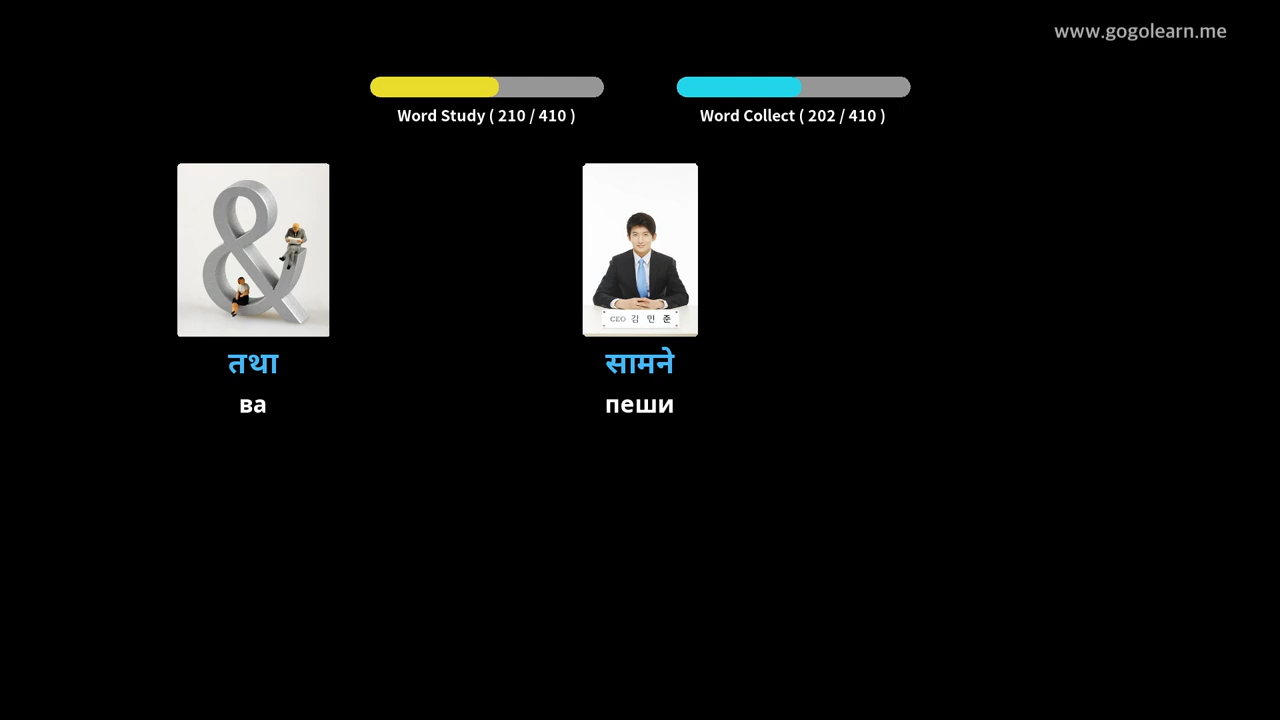 www.gogolearn.me
Word Study ( 210 / 410 )
Word Collect ( 202 / 410 )
&
CEO 김 민 준
तथा
सामने
ва
пеши